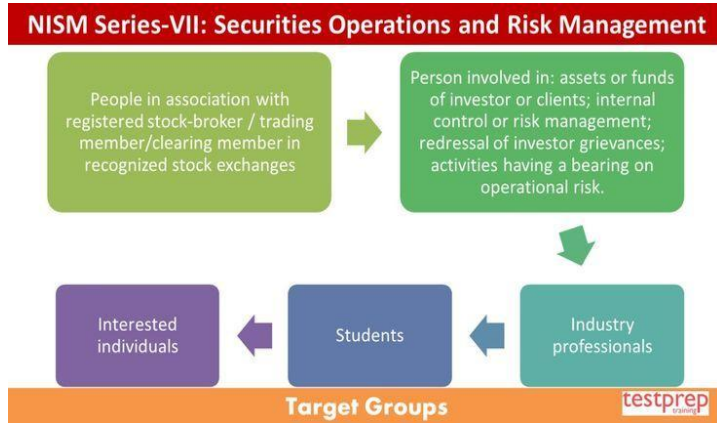 NISM Series-VII: Securities Operations and Risk Management
People in association with
registered stock-broker / trading
member/clearing member in
recognized stock exchanges
Person involved in: assets or funds
of investor or clients; internal
control or risk management;
redressal of investor grievances;
activities having a bearing on
operational risk.
Industry
professionals
Students
Interested
individuals
Target Groups
testprep
training